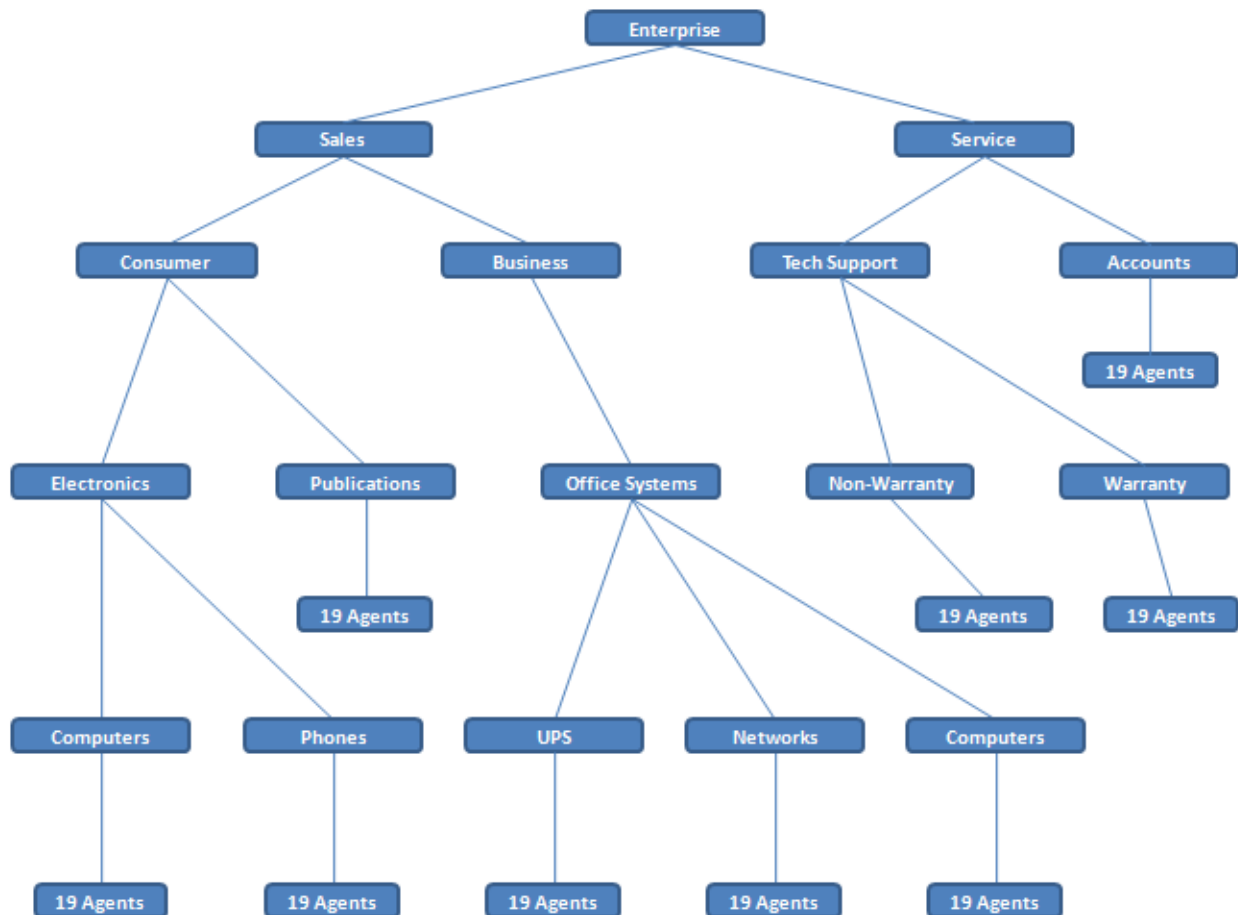 Enterprise
Sales
Service
Consumer
Business
Tech Support
Accounts
19 Agents
Electronics
Publications
Office Systems
Non-Warranty
Warranty
19 Agents
19 Agents
19 Agents
Computers
Phones
UPS
Networks
Computers
19 Agents
19 Agents
19 Agents
19 Agents
19 Agents